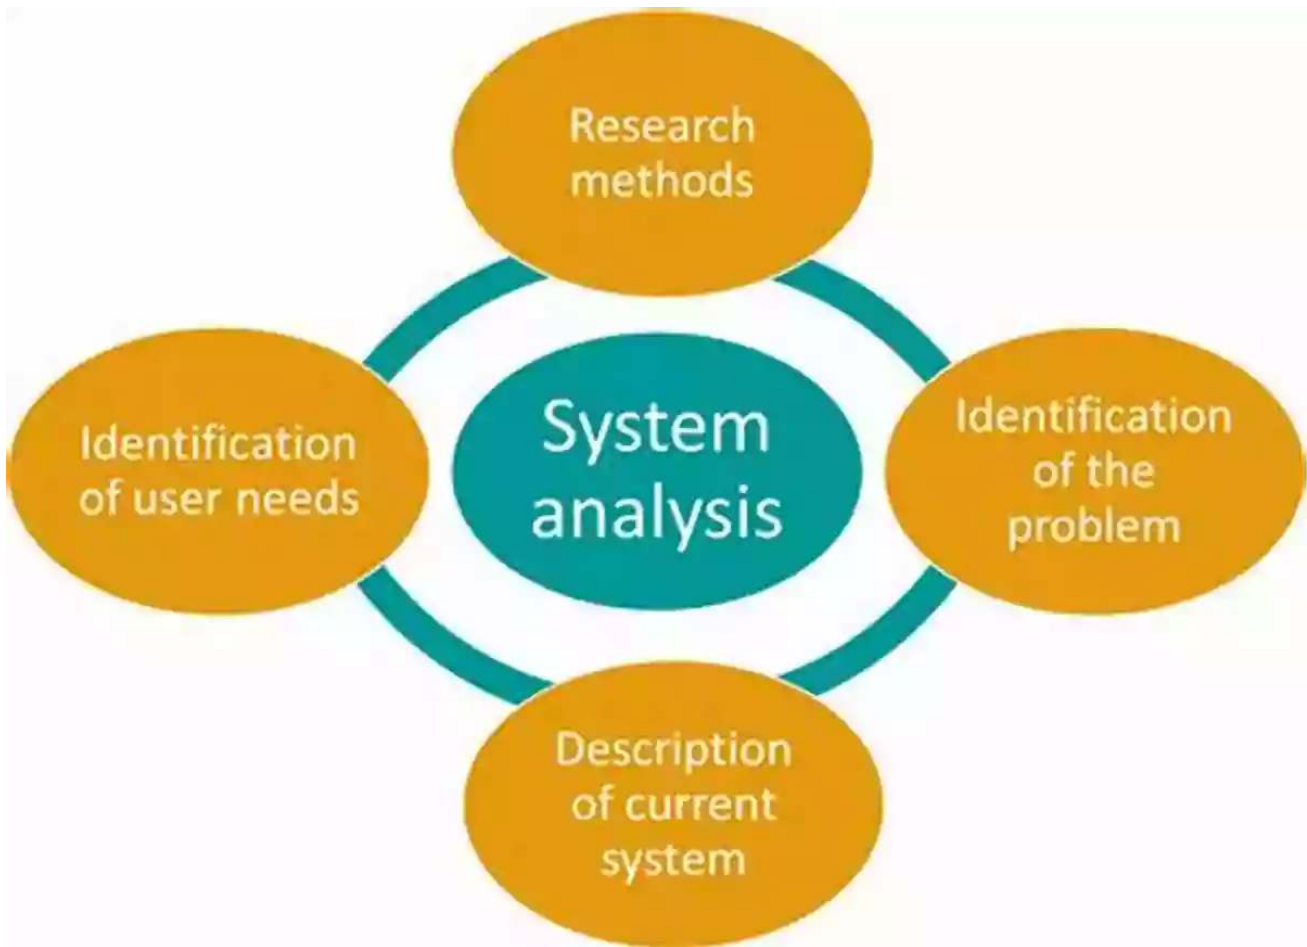 Research
methods
Identification
of user needs
System
analysis
Identification
of the
problem
Description
of current
system